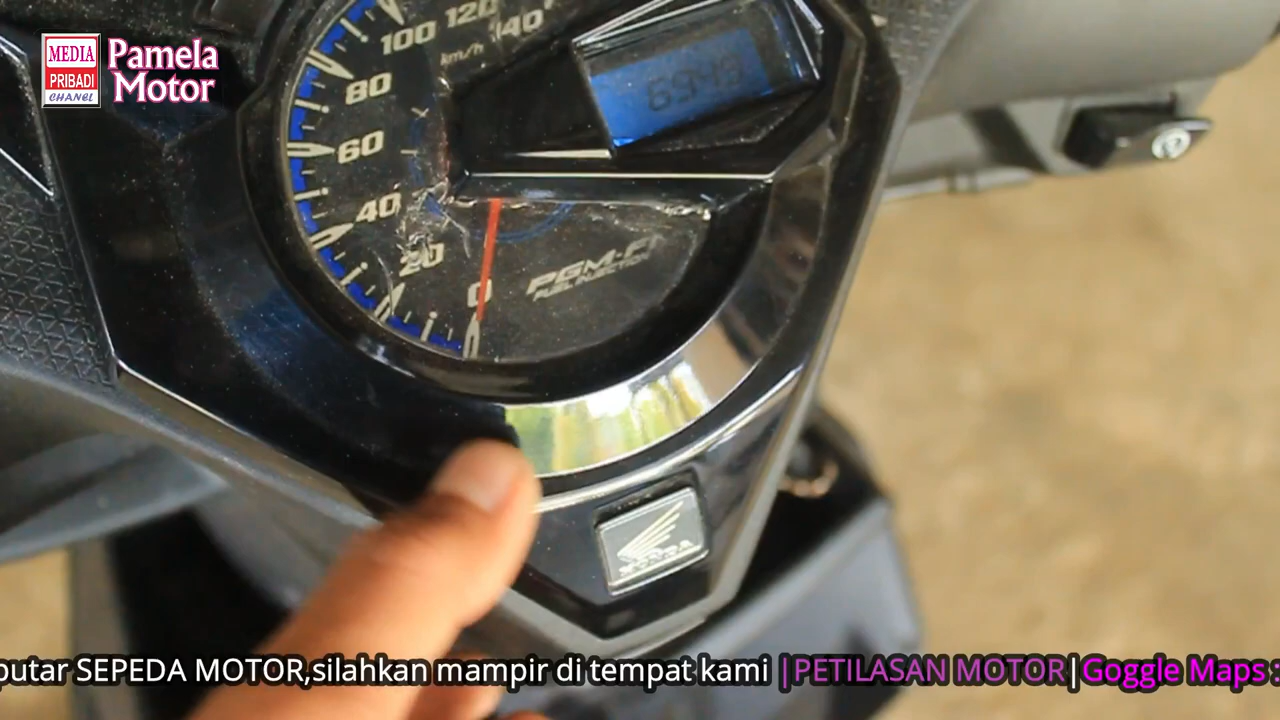 MEDIA
PRIBADI
CHANEL
Pamela
Motor
120
140
100
km/h
80
60
40
20
0
PGM-FI
FUEL INJECTION
HONDA
putar SEPEDA MOTOR,silahkan mampir di tempat kami |PETILASAN MOTOR|Goggle Maps :